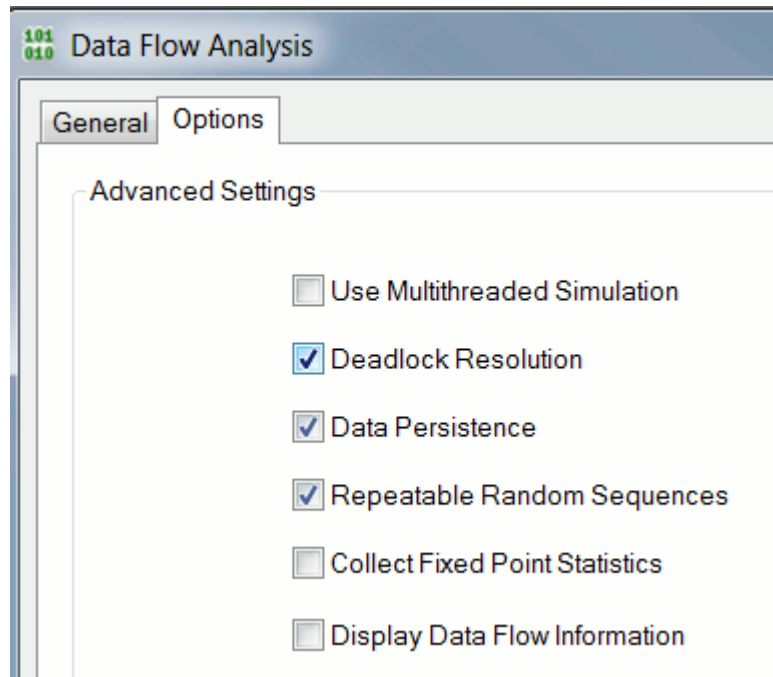 101
010
Data Flow Analysis
General
Options
Advanced Settings
Use Multithreaded Simulation
Deadlock Resolution
Data Persistence
Repeatable Random Sequences
Collect Fixed Point Statistics
Display Data Flow Information